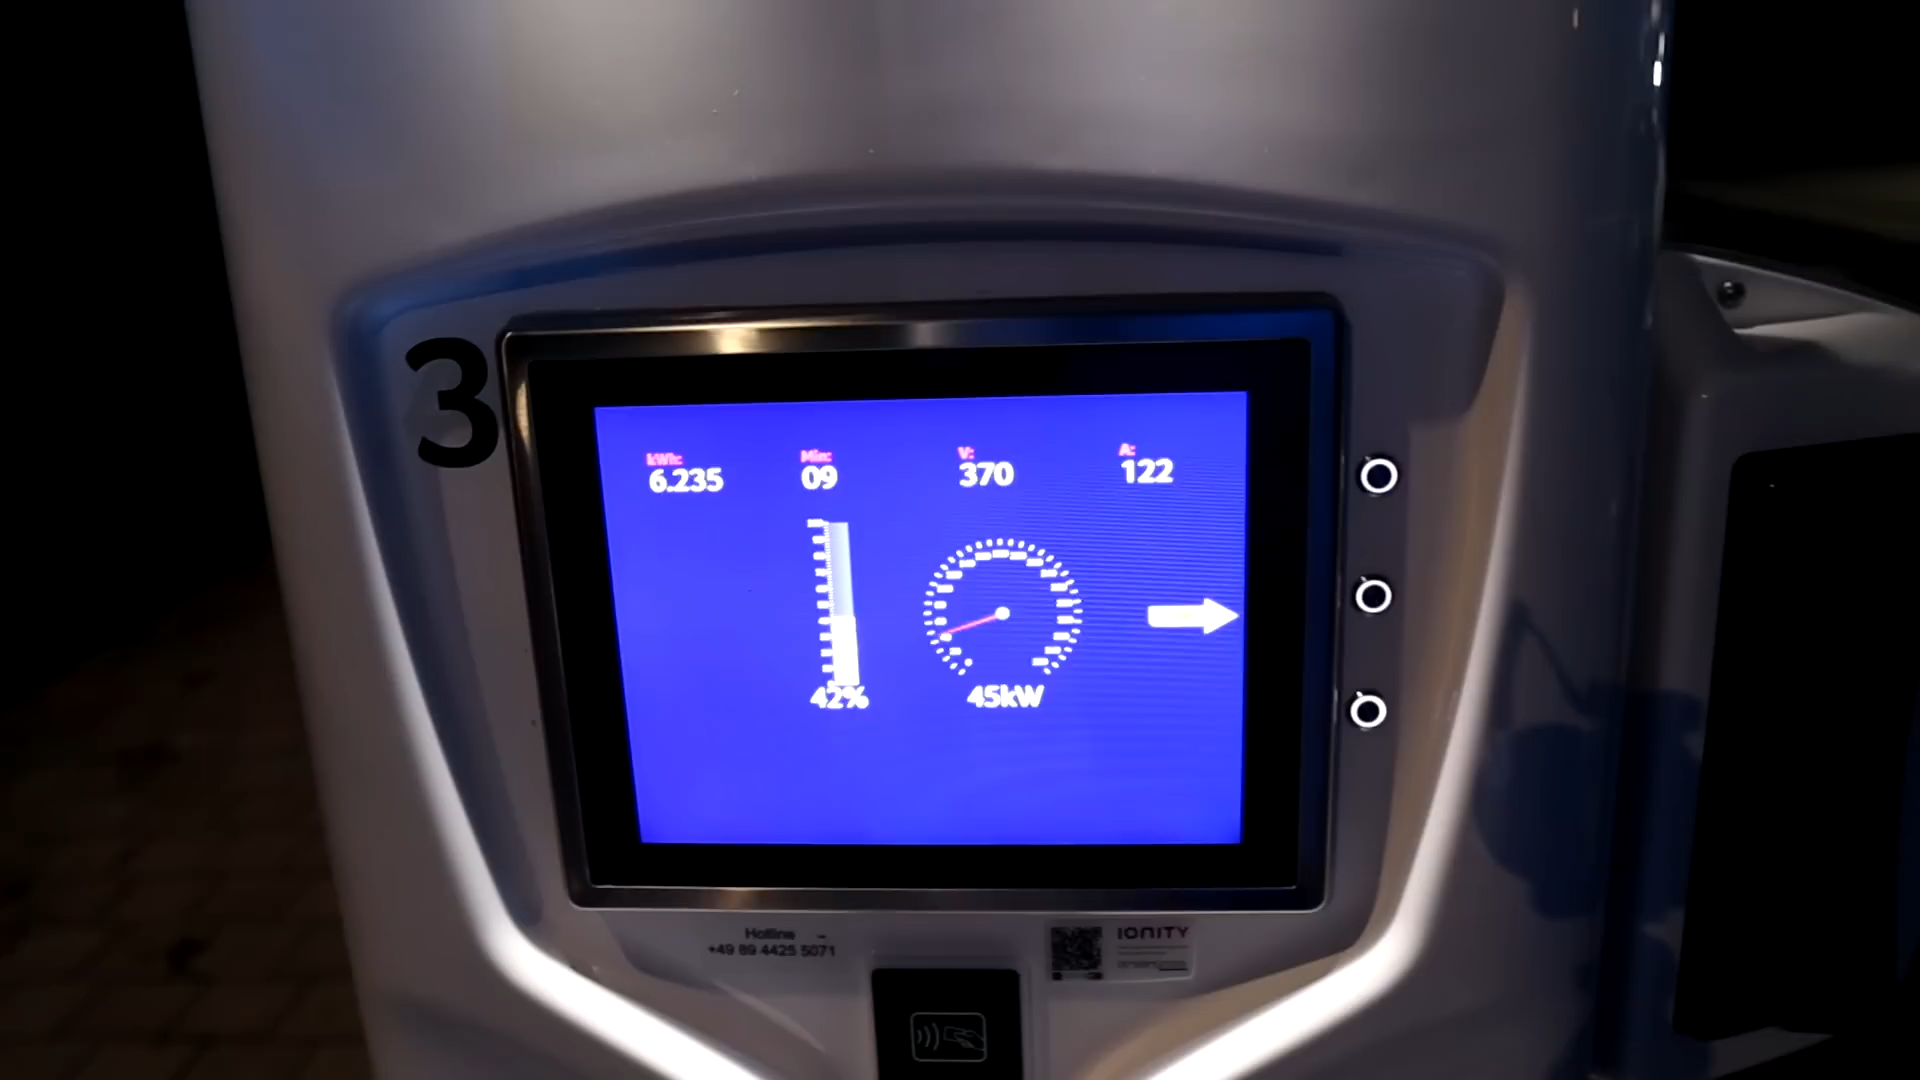 3
kWh:
6.235
Min:
09
V:
370
A:
122
42%
45kW
Hotline
+49 89 4425 5071
IONITY